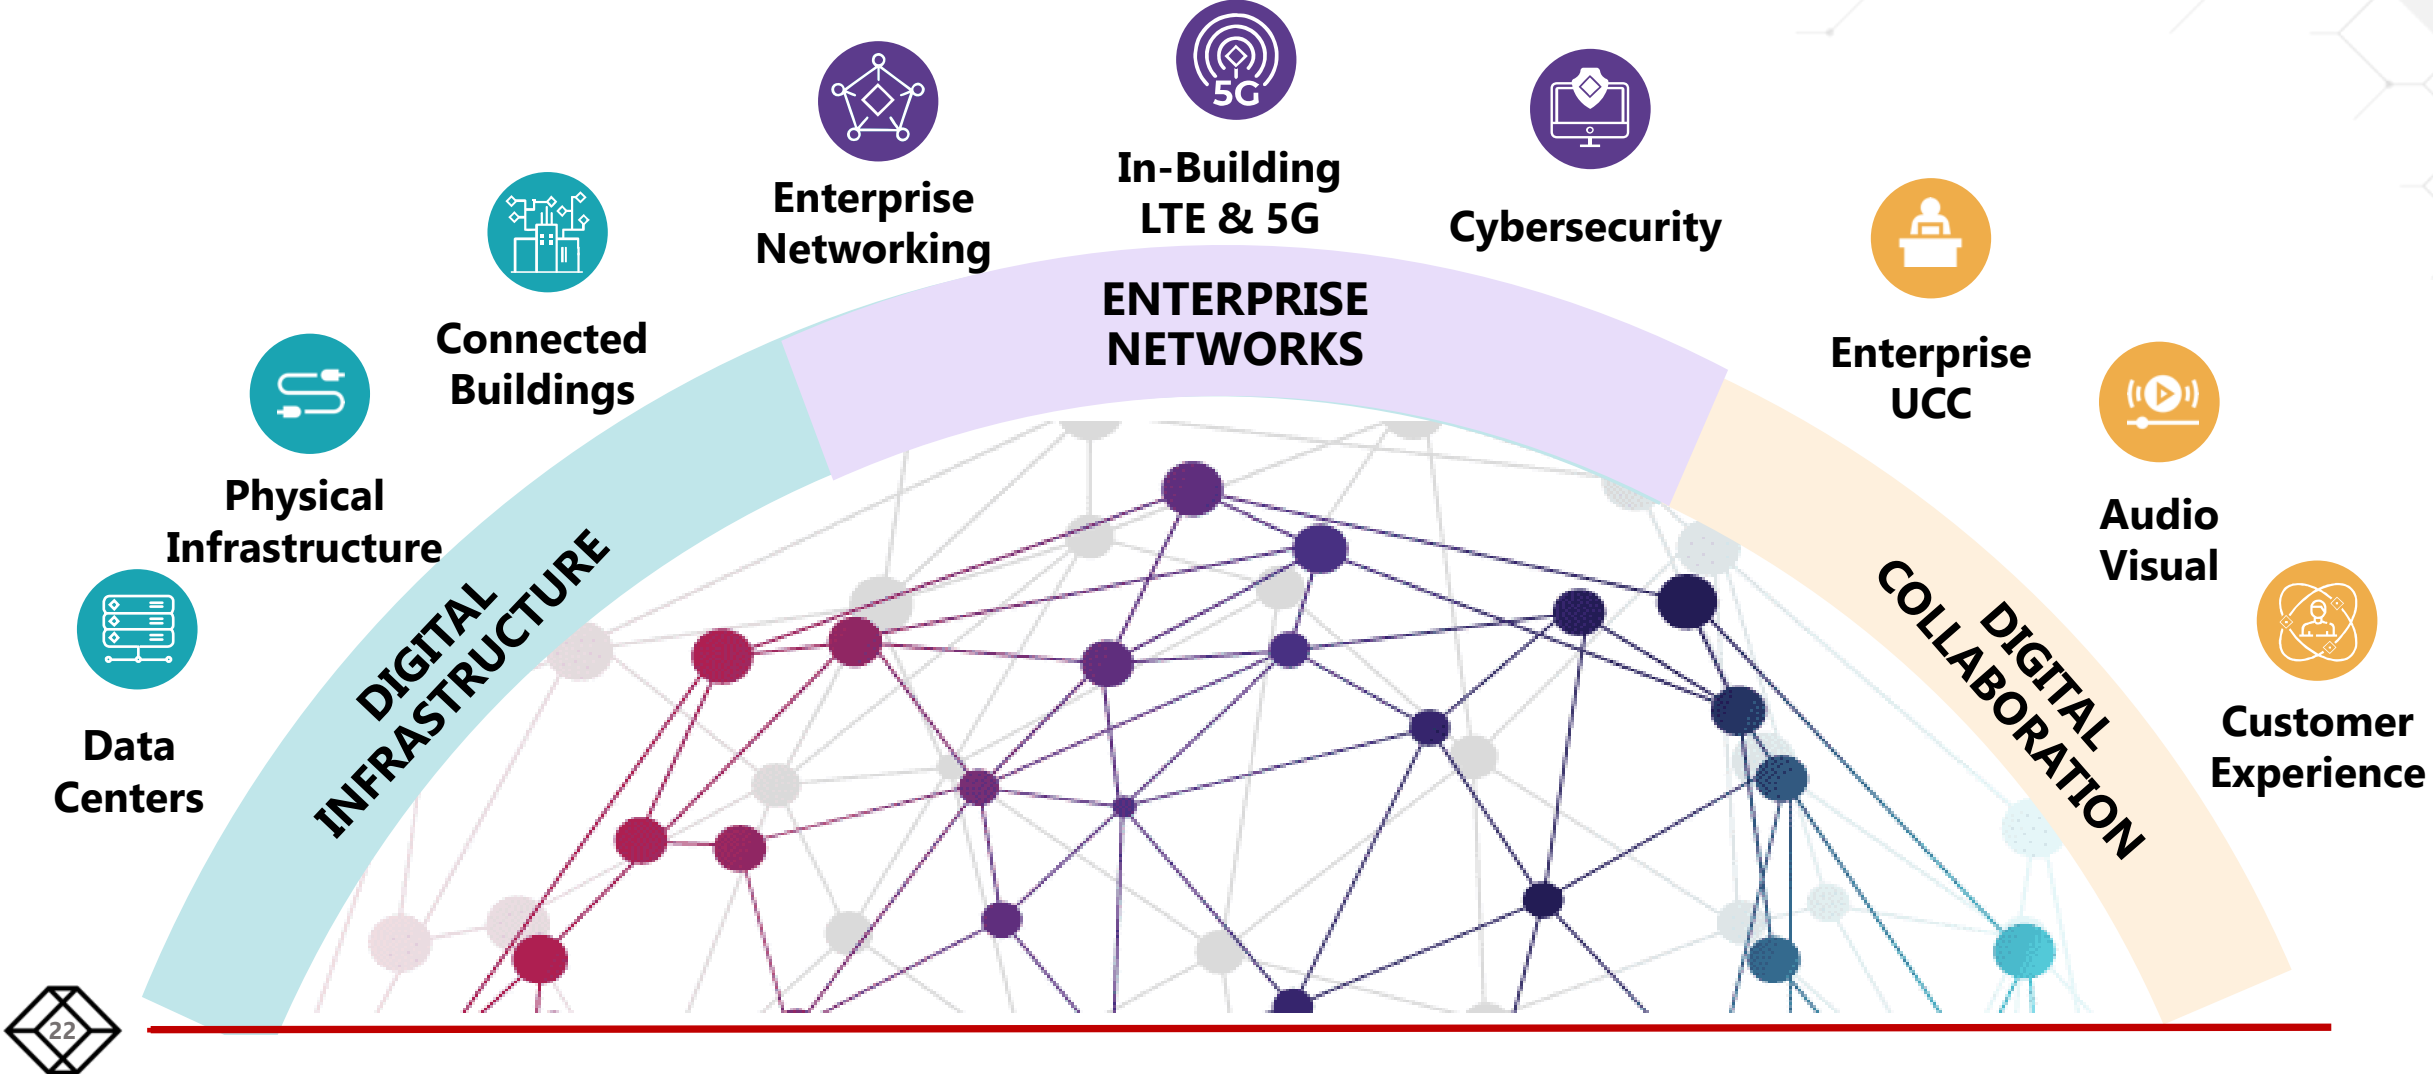 5G
In-Building
LTE & 5G
Enterprise
Networking
Cybersecurity
Connected
Buildings
Enterprise
UCC
Physical
Infrastructure
Audio
Visual
Data
Centers
Customer
Experience
ENTERPRISE
NETWORKS
DIGITAL
INFRASTRUCTURE
DIGITAL
COLLABORATION
22